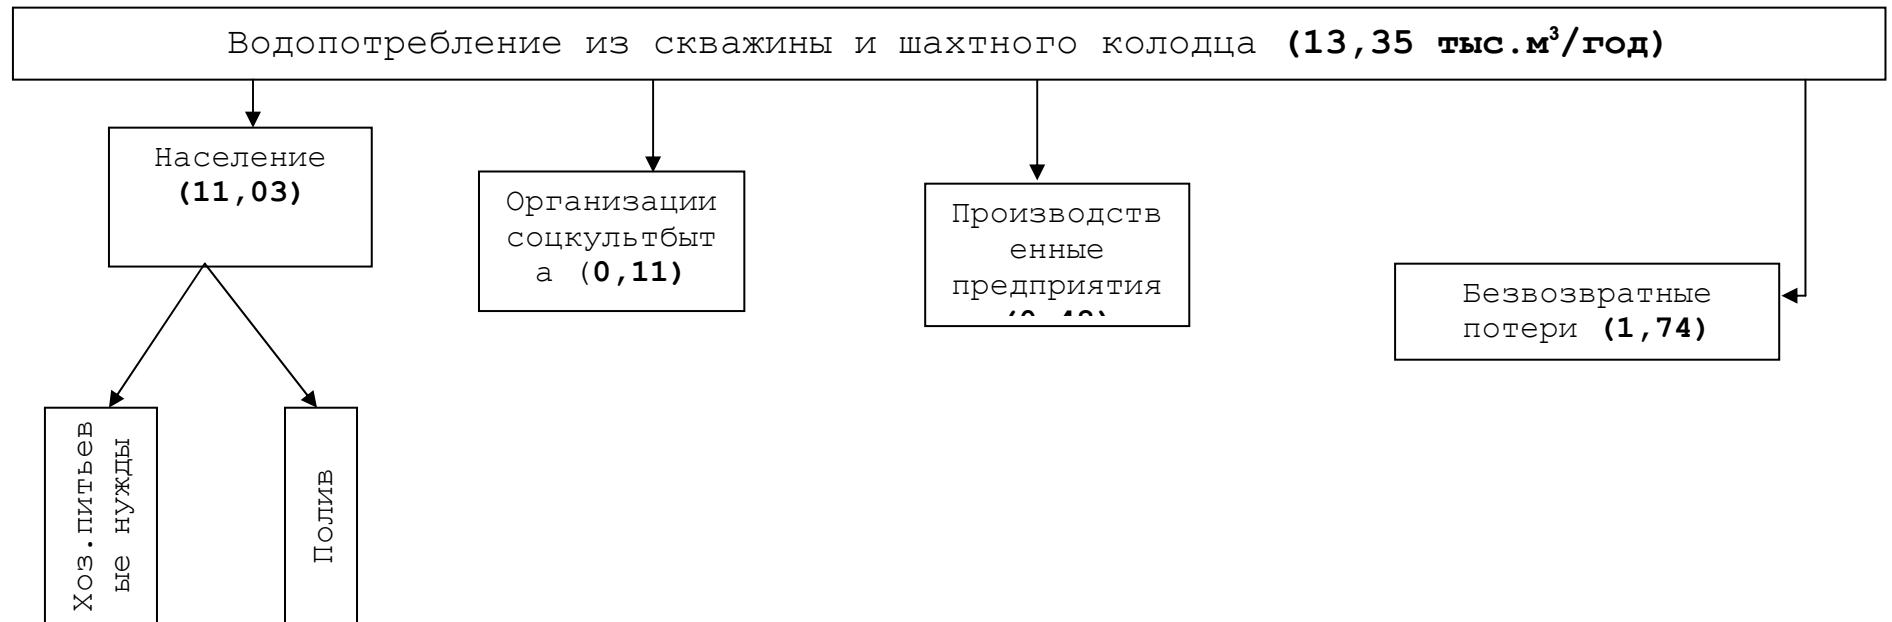 Водопотребление из скважины и шахтного колодца (13,35 тыс.м³/год)
Население
(11,03)
Организации
соцкультбыт
а (0,11)
Производств
енные
предприятия
Безвозвратные
потери (1,74)
Хоз.питьев
ые нужды
Полив